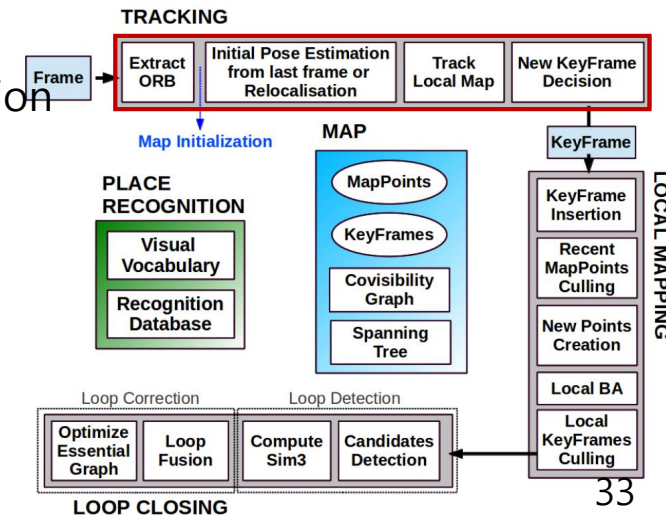 TRACKING
on
Frame
Extract
ORB
Initial Pose Estimation
from last frame or
Relocalisation
Track
Local Map
New KeyFrame
Decision
Map Initialization
MAP
KeyFrame
PLACE
RECOGNITION
Visual
Vocabulary
Recognition
Database
MapPoints
KeyFrames
Covisibility
Graph
Spanning
Tree
LOCAL MAPPING
KeyFrame
Insertion
Recent
MapPoints
Culling
New Points
Creation
Local BA
Local
KeyFrames
Culling
Loop Correction
Loop Detection
Optimize
Essential
Graph
Loop
Fusion
Compute
Sim3
Candidates
Detection
LOOP CLOSING
33